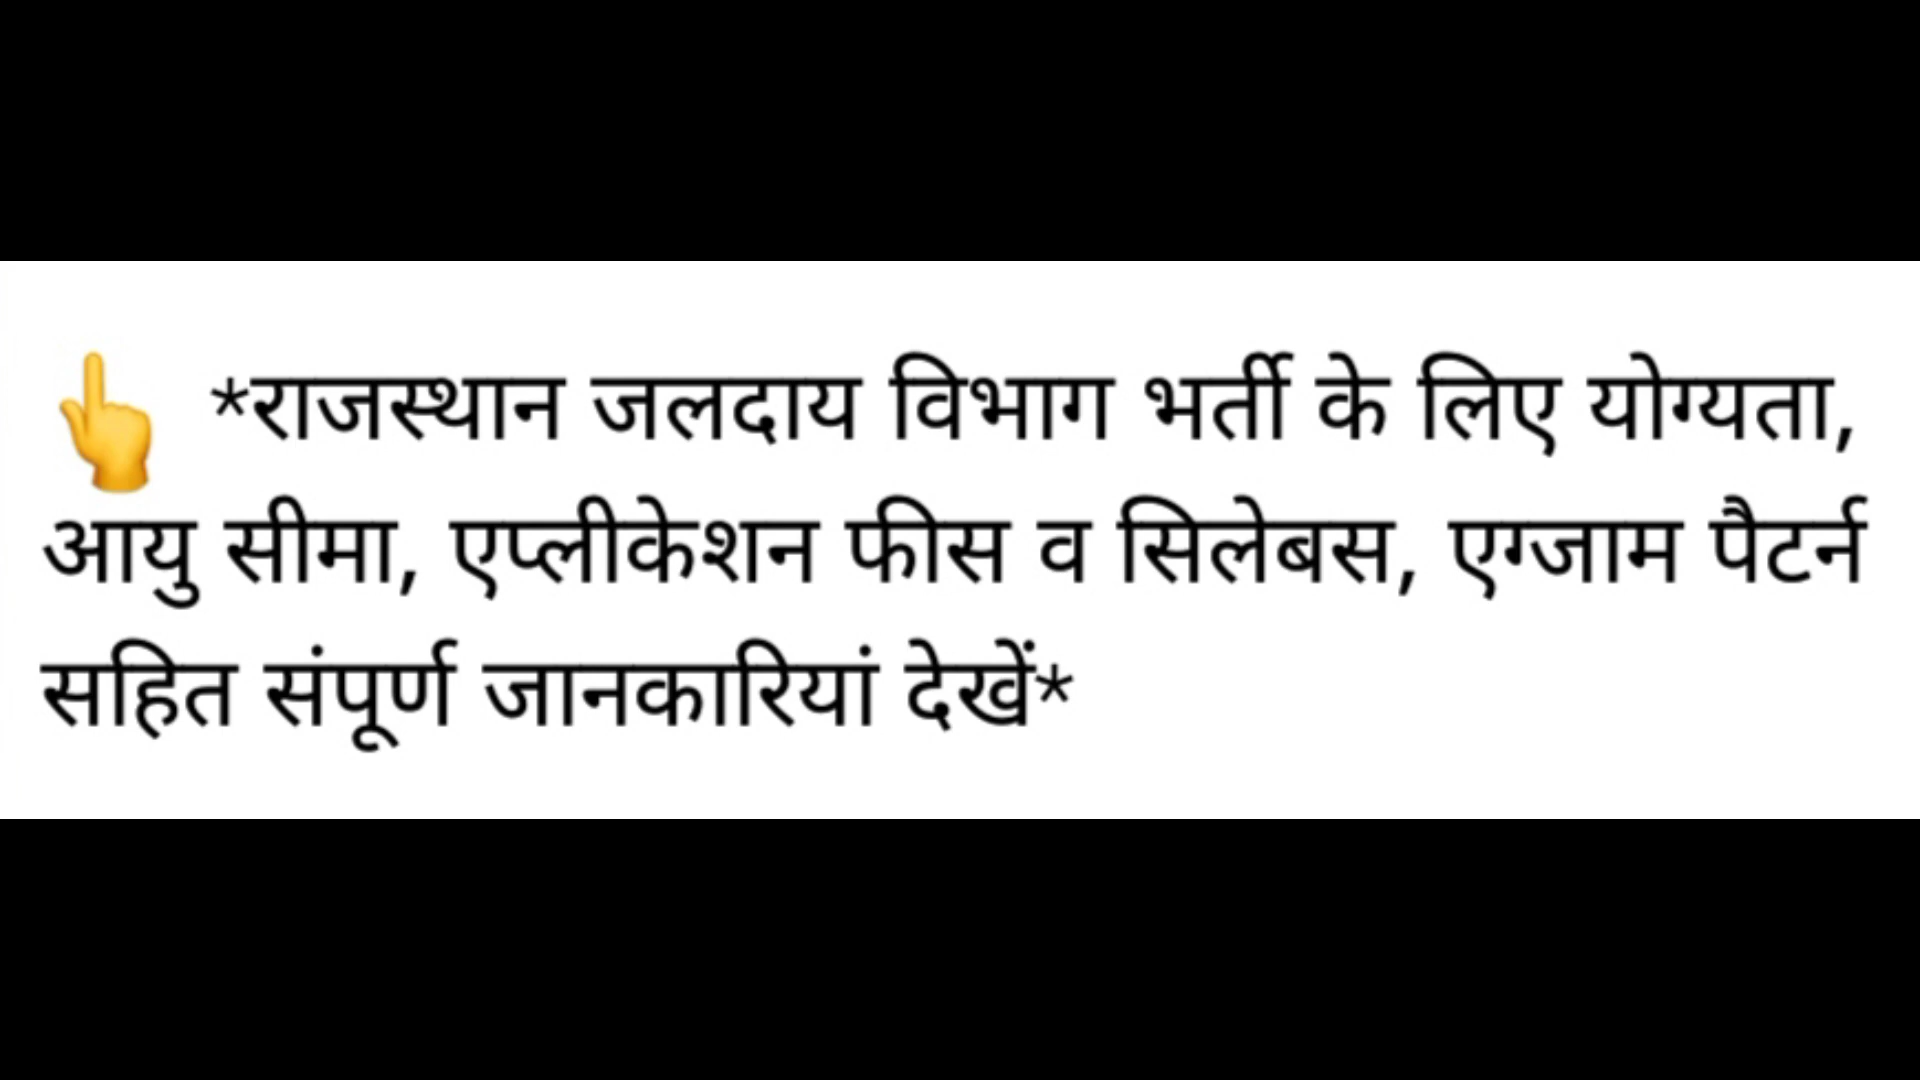 👆 *राजस्थान जलदाय विभाग भर्ती के लिए योग्यता,
आयु सीमा, एप्लीकेशन फीस व सिलेबस, एग्जाम पैटर्न
सहित संपूर्ण जानकारियां देखें*